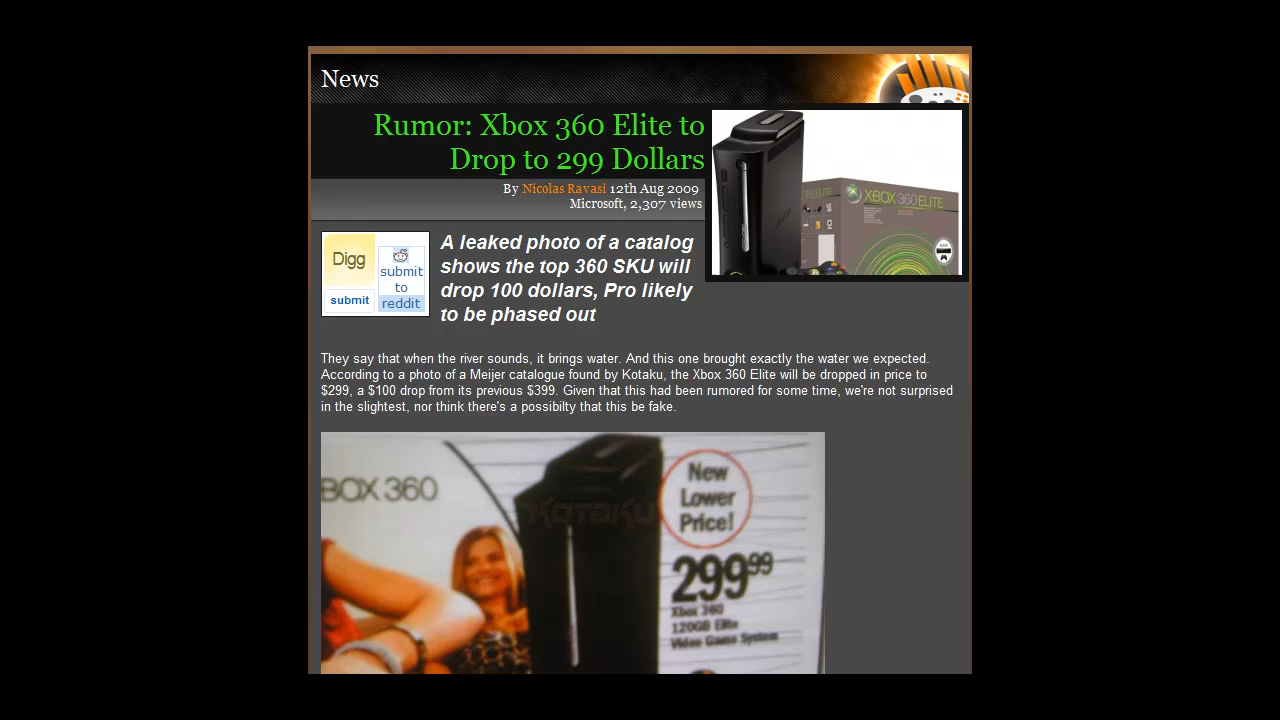 News
Rumor: Xbox 360 Elite to
Drop to 299 Dollars
By Nicolas Ravasi 12th Aug 2009
Microsoft, 2,307 views
XBOX 360 ELITE
Digg
submit
submit
to
reddit
A leaked photo of a catalog
shows the top 360 SKU will
drop 100 dollars, Pro likely
to be phased out
They say that when the river sounds, it brings water. And this one brought exactly the water we expected.
According to a photo of a Meijer catalogue found by Kotaku, the Xbox 360 Elite will be dropped in price to
$299, a $100 drop from its previous $399. Given that this had been rumored for some time, we're not surprised
in the slightest, nor think there's a possibilty that this be fake.
BOX 360
KOTAKU
New
Lower
Price!
299 99
Xbox 360
120GB Elite
Video Game System